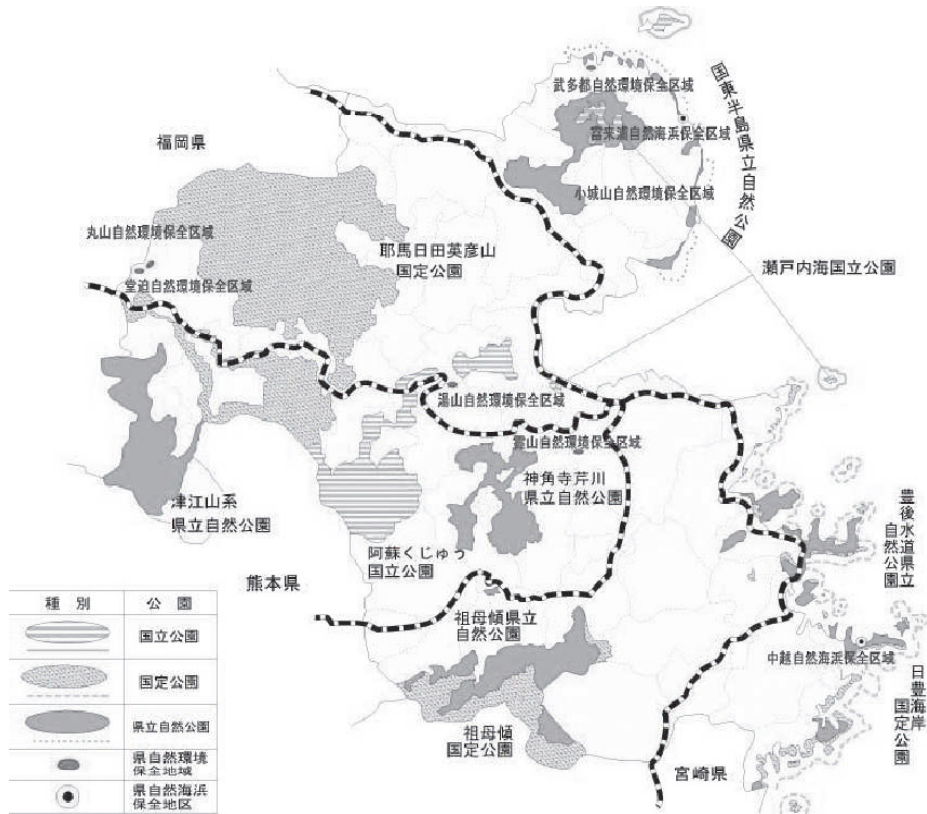 武多都自然環境保全区域
国東半島県立自然公園
富来浦自然海浜保全区域
福岡県
小城山自然環境保全区域
丸山自然環境保全区域
耶馬日田英彦山
国定公園
瀬戸内海国立公園
堂迫自然環境保全区域
湯山自然環境保全区域
霊山自然環境保全区域
神角寺芹川
県立自然公園
津江山系
県立自然公園
豊後水道県立
自然公園
阿蘇くじゅう
国立公園
熊本県
祖母傾県立
自然公園
中越自然海浜保全区域
日豊海岸
国定公園
祖母傾
国定公園
宮崎県
種 別
公 園
国立公園
国定公園
県立自然公園
県自然環境
保全地域
県自然海浜
保全地区